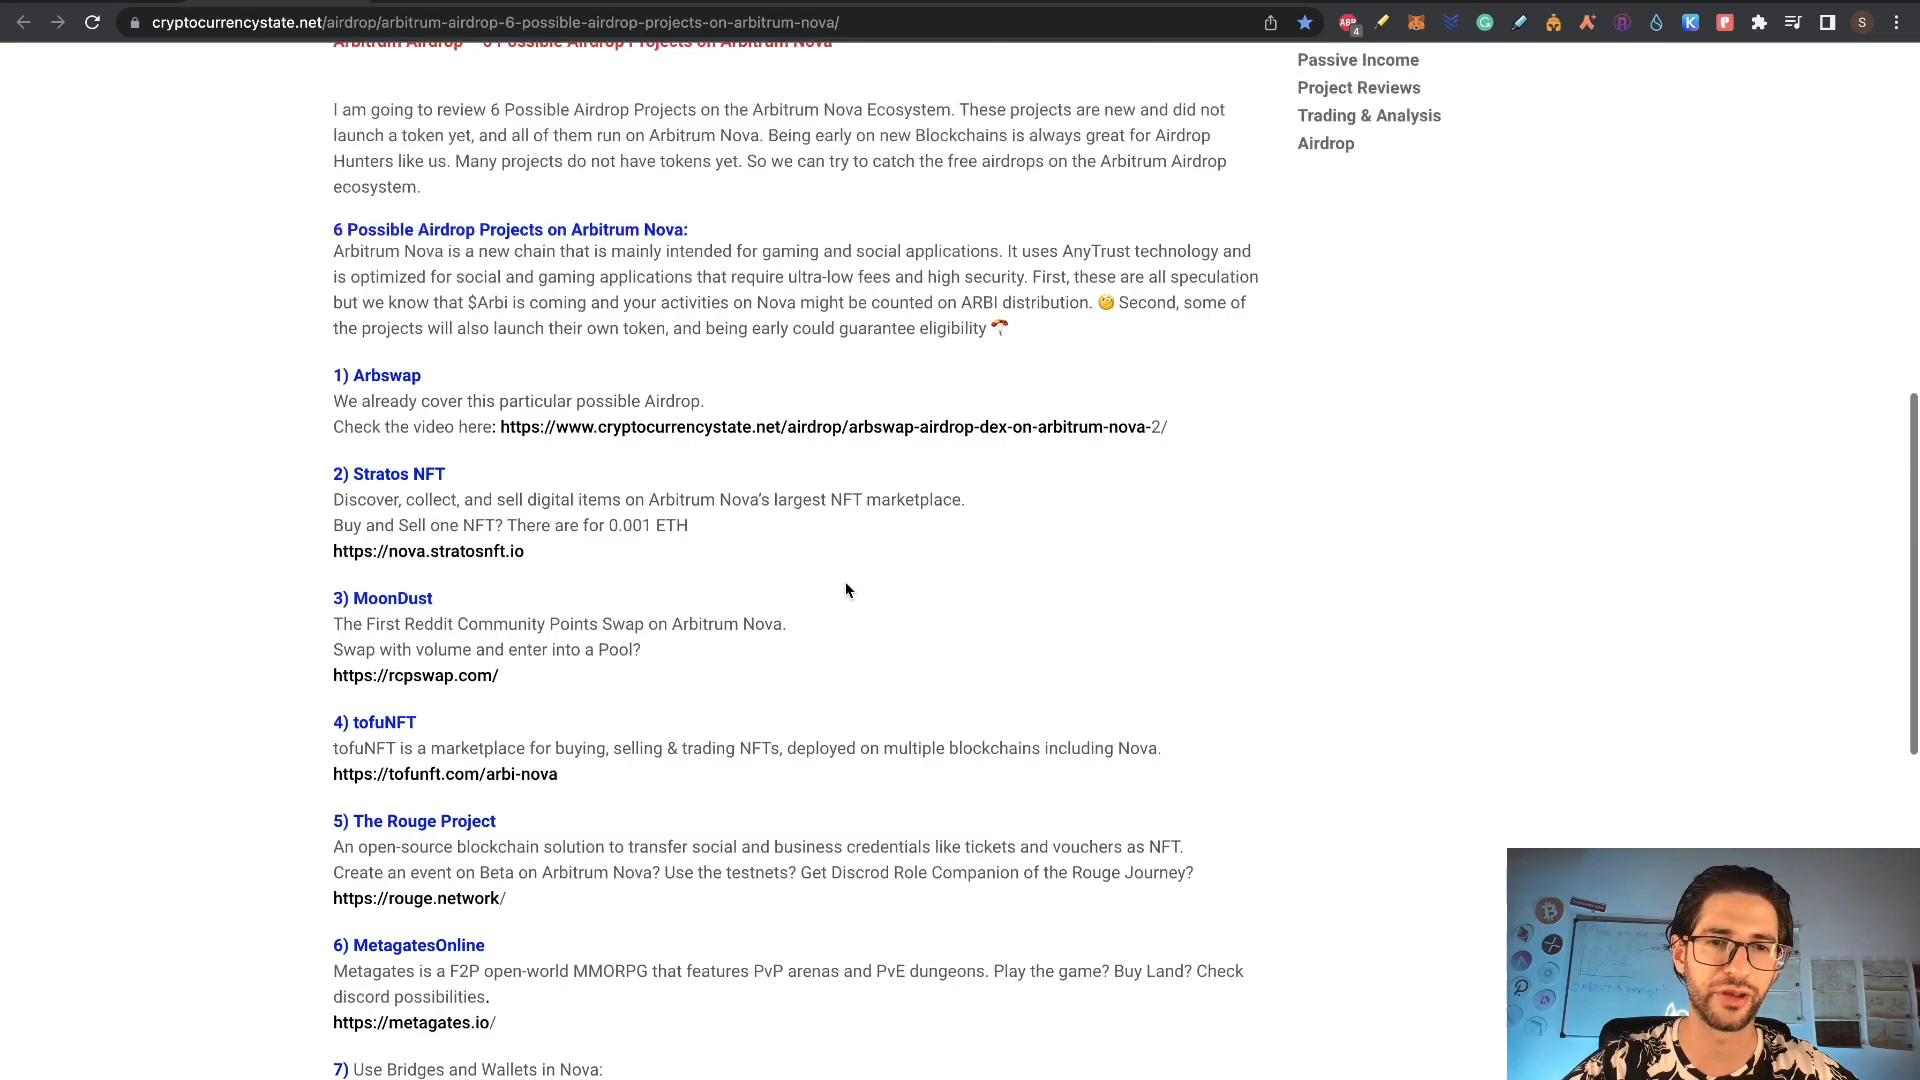 cryptocurrencystate.net/airdrop/arbitrum-airdrop-6-possible-airdrop-projects-on-arbitrum-nova/
ABP
4
S
Passive Income
Project Reviews
Trading & Analysis
Airdrop
I am going to review 6 Possible Airdrop Projects on the Arbitrum Nova Ecosystem. These projects are new and did not
launch a token yet, and all of them run on Arbitrum Nova. Being early on new Blockchains is always great for Airdrop
Hunters like us. Many projects do not have tokens yet. So we can try to catch the free airdrops on the Arbitrum Airdrop
ecosystem.
6 Possible Airdrop Projects on Arbitrum Nova:
Arbitrum Nova is a new chain that is mainly intended for gaming and social applications. It uses AnyTrust technology and
is optimized for social and gaming applications that require ultra-low fees and high security. First, these are all speculation
but we know that $Arbi is coming and your activities on Nova might be counted on ARBI distribution. 🧐 Second, some of
the projects will also launch their own token, and being early could guarantee eligibility 🪂
1) Arbswap
We already cover this particular possible Airdrop.
Check the video here: https://www.cryptocurrencystate.net/airdrop/arbswap-airdrop-dex-on-arbitrum-nova-2/
2) Stratos NFT
Discover, collect, and sell digital items on Arbitrum Nova’s largest NFT marketplace.
Buy and Sell one NFT? There are for 0.001 ETH
https://nova.stratosnft.io
3) MoonDust
The First Reddit Community Points Swap on Arbitrum Nova.
Swap with volume and enter into a Pool?
https://rcpswap.com/
4) tofuNFT
tofuNFT is a marketplace for buying, selling & trading NFTs, deployed on multiple blockchains including Nova.
https://tofunft.com/arbi-nova
5) The Rouge Project
An open-source blockchain solution to transfer social and business credentials like tickets and vouchers as NFT.
Create an event on Beta on Arbitrum Nova? Use the testnets? Get Discrod Role Companion of the Rouge Journey?
https://rouge.network/
6) MetagatesOnline
Metagates is a F2P open-world MMORPG that features PvP arenas and PvE dungeons. Play the game? Buy Land? Check
discord possibilities.
https://metagates.io/
7) Use Bridges and Wallets in Nova: